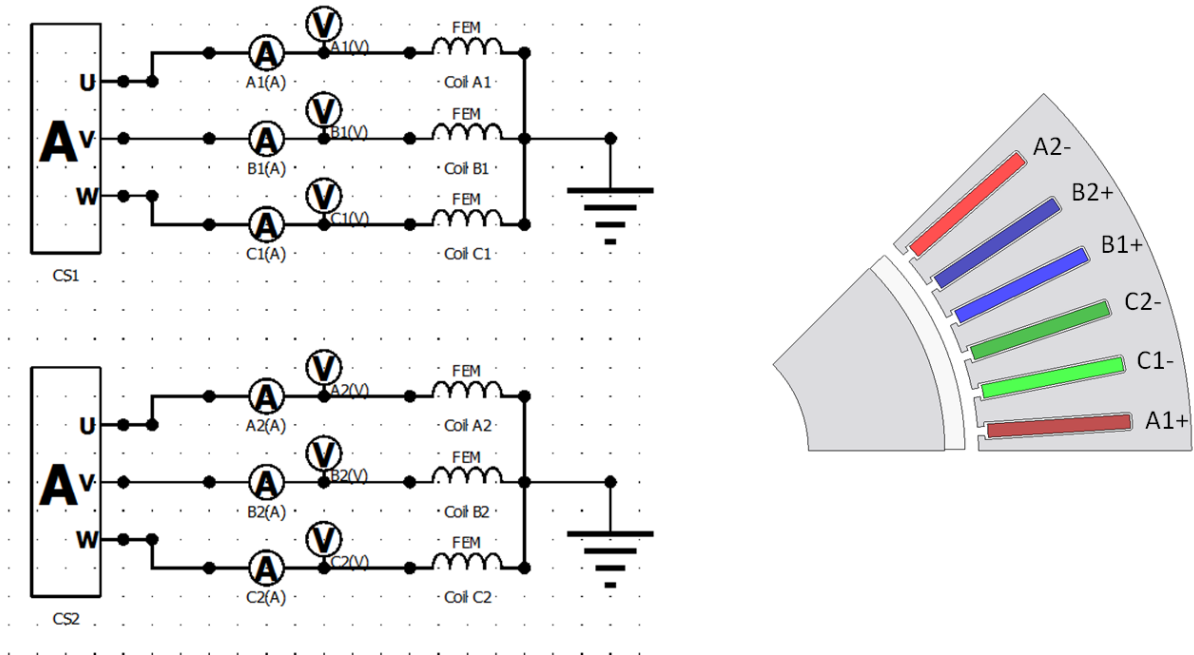 FEM
V
A1(V)
U
A
A1(A)
Coil A1
FEM
V
B1(V)
A
V
A
B1(A)
Coil B1
FEM
V
C1(V)
W
A
C1(A)
Coil C1
CS1
FEM
V
A2(V)
U
A
A2(A)
Coil A2
FEM
V
B2(V)
A
V
A
B2(A)
Coil B2
FEM
V
C2(V)
W
A
C2(A)
Coil C2
CS2
A2-
B2+
B1+
C2-
C1-
A1+